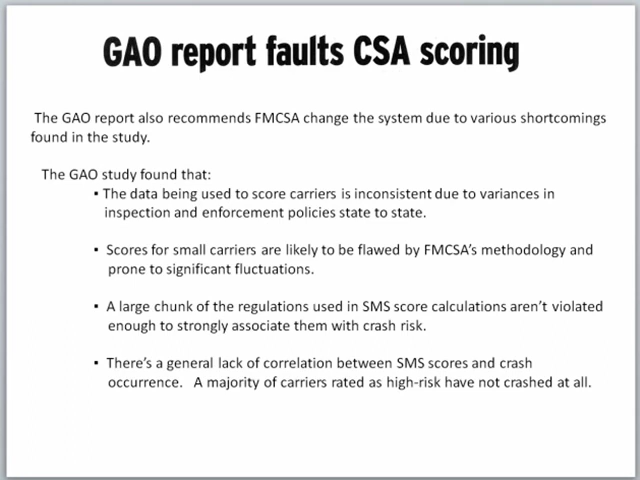 GAO report faults CSA scoring
The GAO report also recommends FMCSA change the system due to various shortcomings
found in the study.
The GAO study found that:
▪ The data being used to score carriers is inconsistent due to variances in
inspection and enforcement policies state to state.
▪ Scores for small carriers are likely to be flawed by FMCSA's methodology and
prone to significant fluctuations.
▪ A large chunk of the regulations used in SMS score calculations aren't violated
enough to strongly associate them with crash risk.
▪ There's a general lack of correlation between SMS scores and crash
occurrence. A majority of carriers rated as high-risk have not crashed at all.